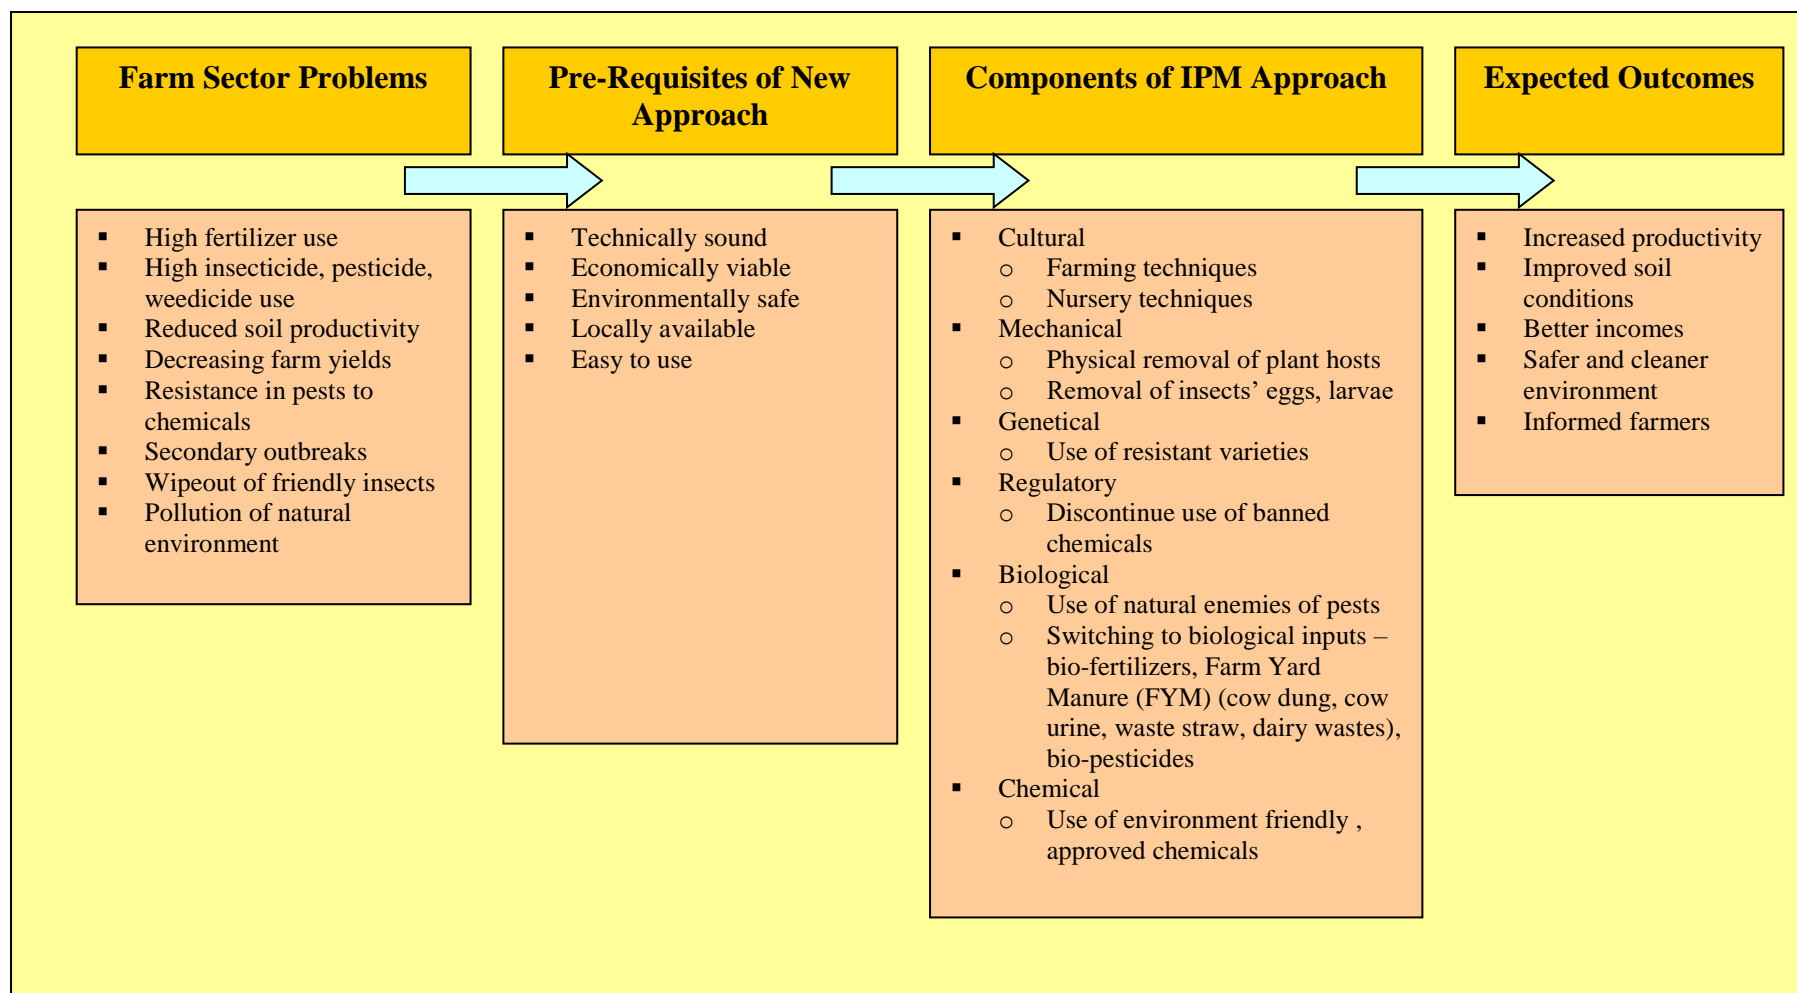 Farm Sector Problems
▪ High fertilizer use
▪ High insecticide, pesticide,
weedicide use
▪ Reduced soil productivity
▪ Decreasing farm yields
▪ Resistance in pests to
chemicals
▪ Secondary outbreaks
▪ Wipeout of friendly insects
▪ Pollution of natural
environment
Pre-Requisites of New
Approach
▪ Technically sound
▪ Economically viable
▪ Environmentally safe
▪ Locally available
▪ Easy to use
Components of IPM Approach
▪ Cultural
o Farming techniques
o Nursery techniques
▪ Mechanical
o Physical removal of plant hosts
o Removal of insects’ eggs, larvae
▪ Genetical
o Use of resistant varieties
▪ Regulatory
o Discontinue use of banned
chemicals
▪ Biological
o Use of natural enemies of pests
o Switching to biological inputs –
bio-fertilizers, Farm Yard
Manure (FYM) (cow dung, cow
urine, waste straw, dairy wastes),
bio-pesticides
▪ Chemical
o Use of environment friendly ,
approved chemicals
Expected Outcomes
▪ Increased productivity
▪ Improved soil
conditions
▪ Better incomes
▪ Safer and cleaner
environment
▪ Informed farmers